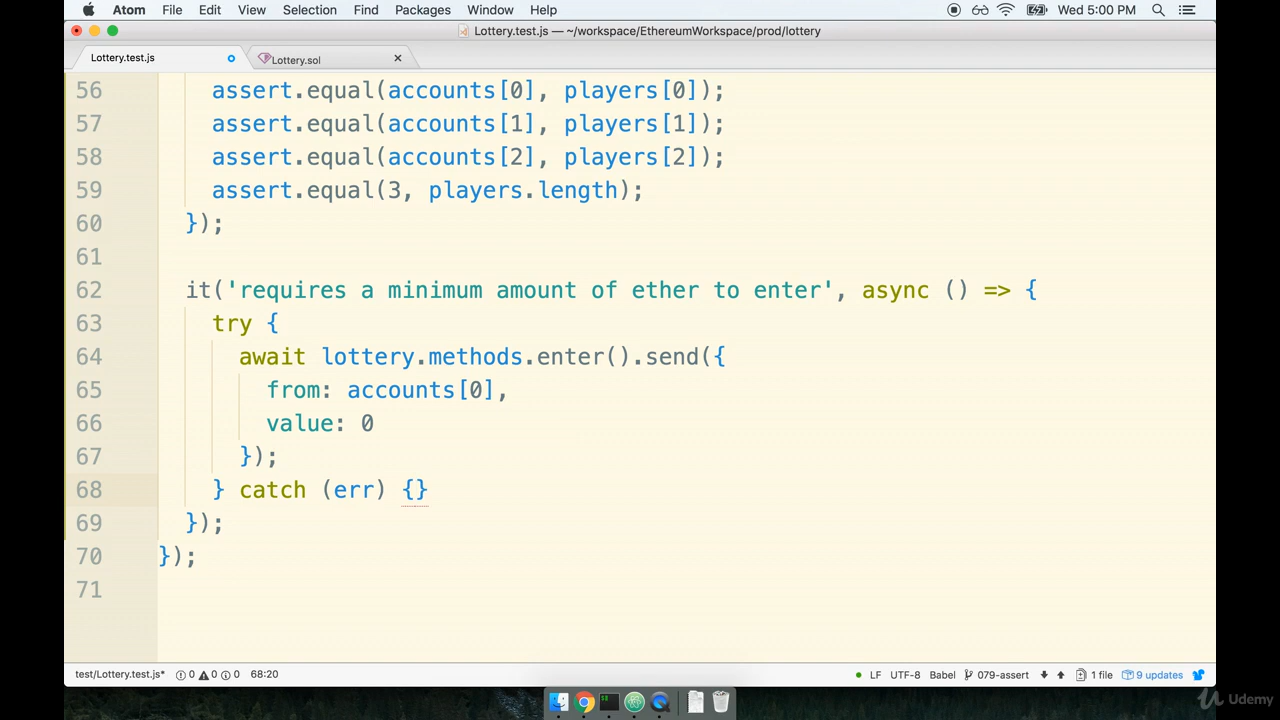 Atom File Edit View Selection Find Packages Window Help Wed 5:00 PM
Lottery.test.js — ~/workspace/EthereumWorkspace/prod/lottery
Lottery.test.js Lottery.sol
56 assert.equal(accounts[0], players[0]);
57 assert.equal(accounts[1], players[1]);
58 assert.equal(accounts[2], players[2]);
59 assert.equal(3, players.length);
60 });
61
62 it('requires a minimum amount of ether to enter', async () => {
63 try {
64 await lottery.methods.enter().send({
65 from: accounts[0],
66 value: 0
67 });
68 } catch (err) {}
69 });
70 });
71
test/Lottery.test.js* 0 0 0 68:20 LF UTF-8 Babel 079-assert 1 file 9 updates
Udemy